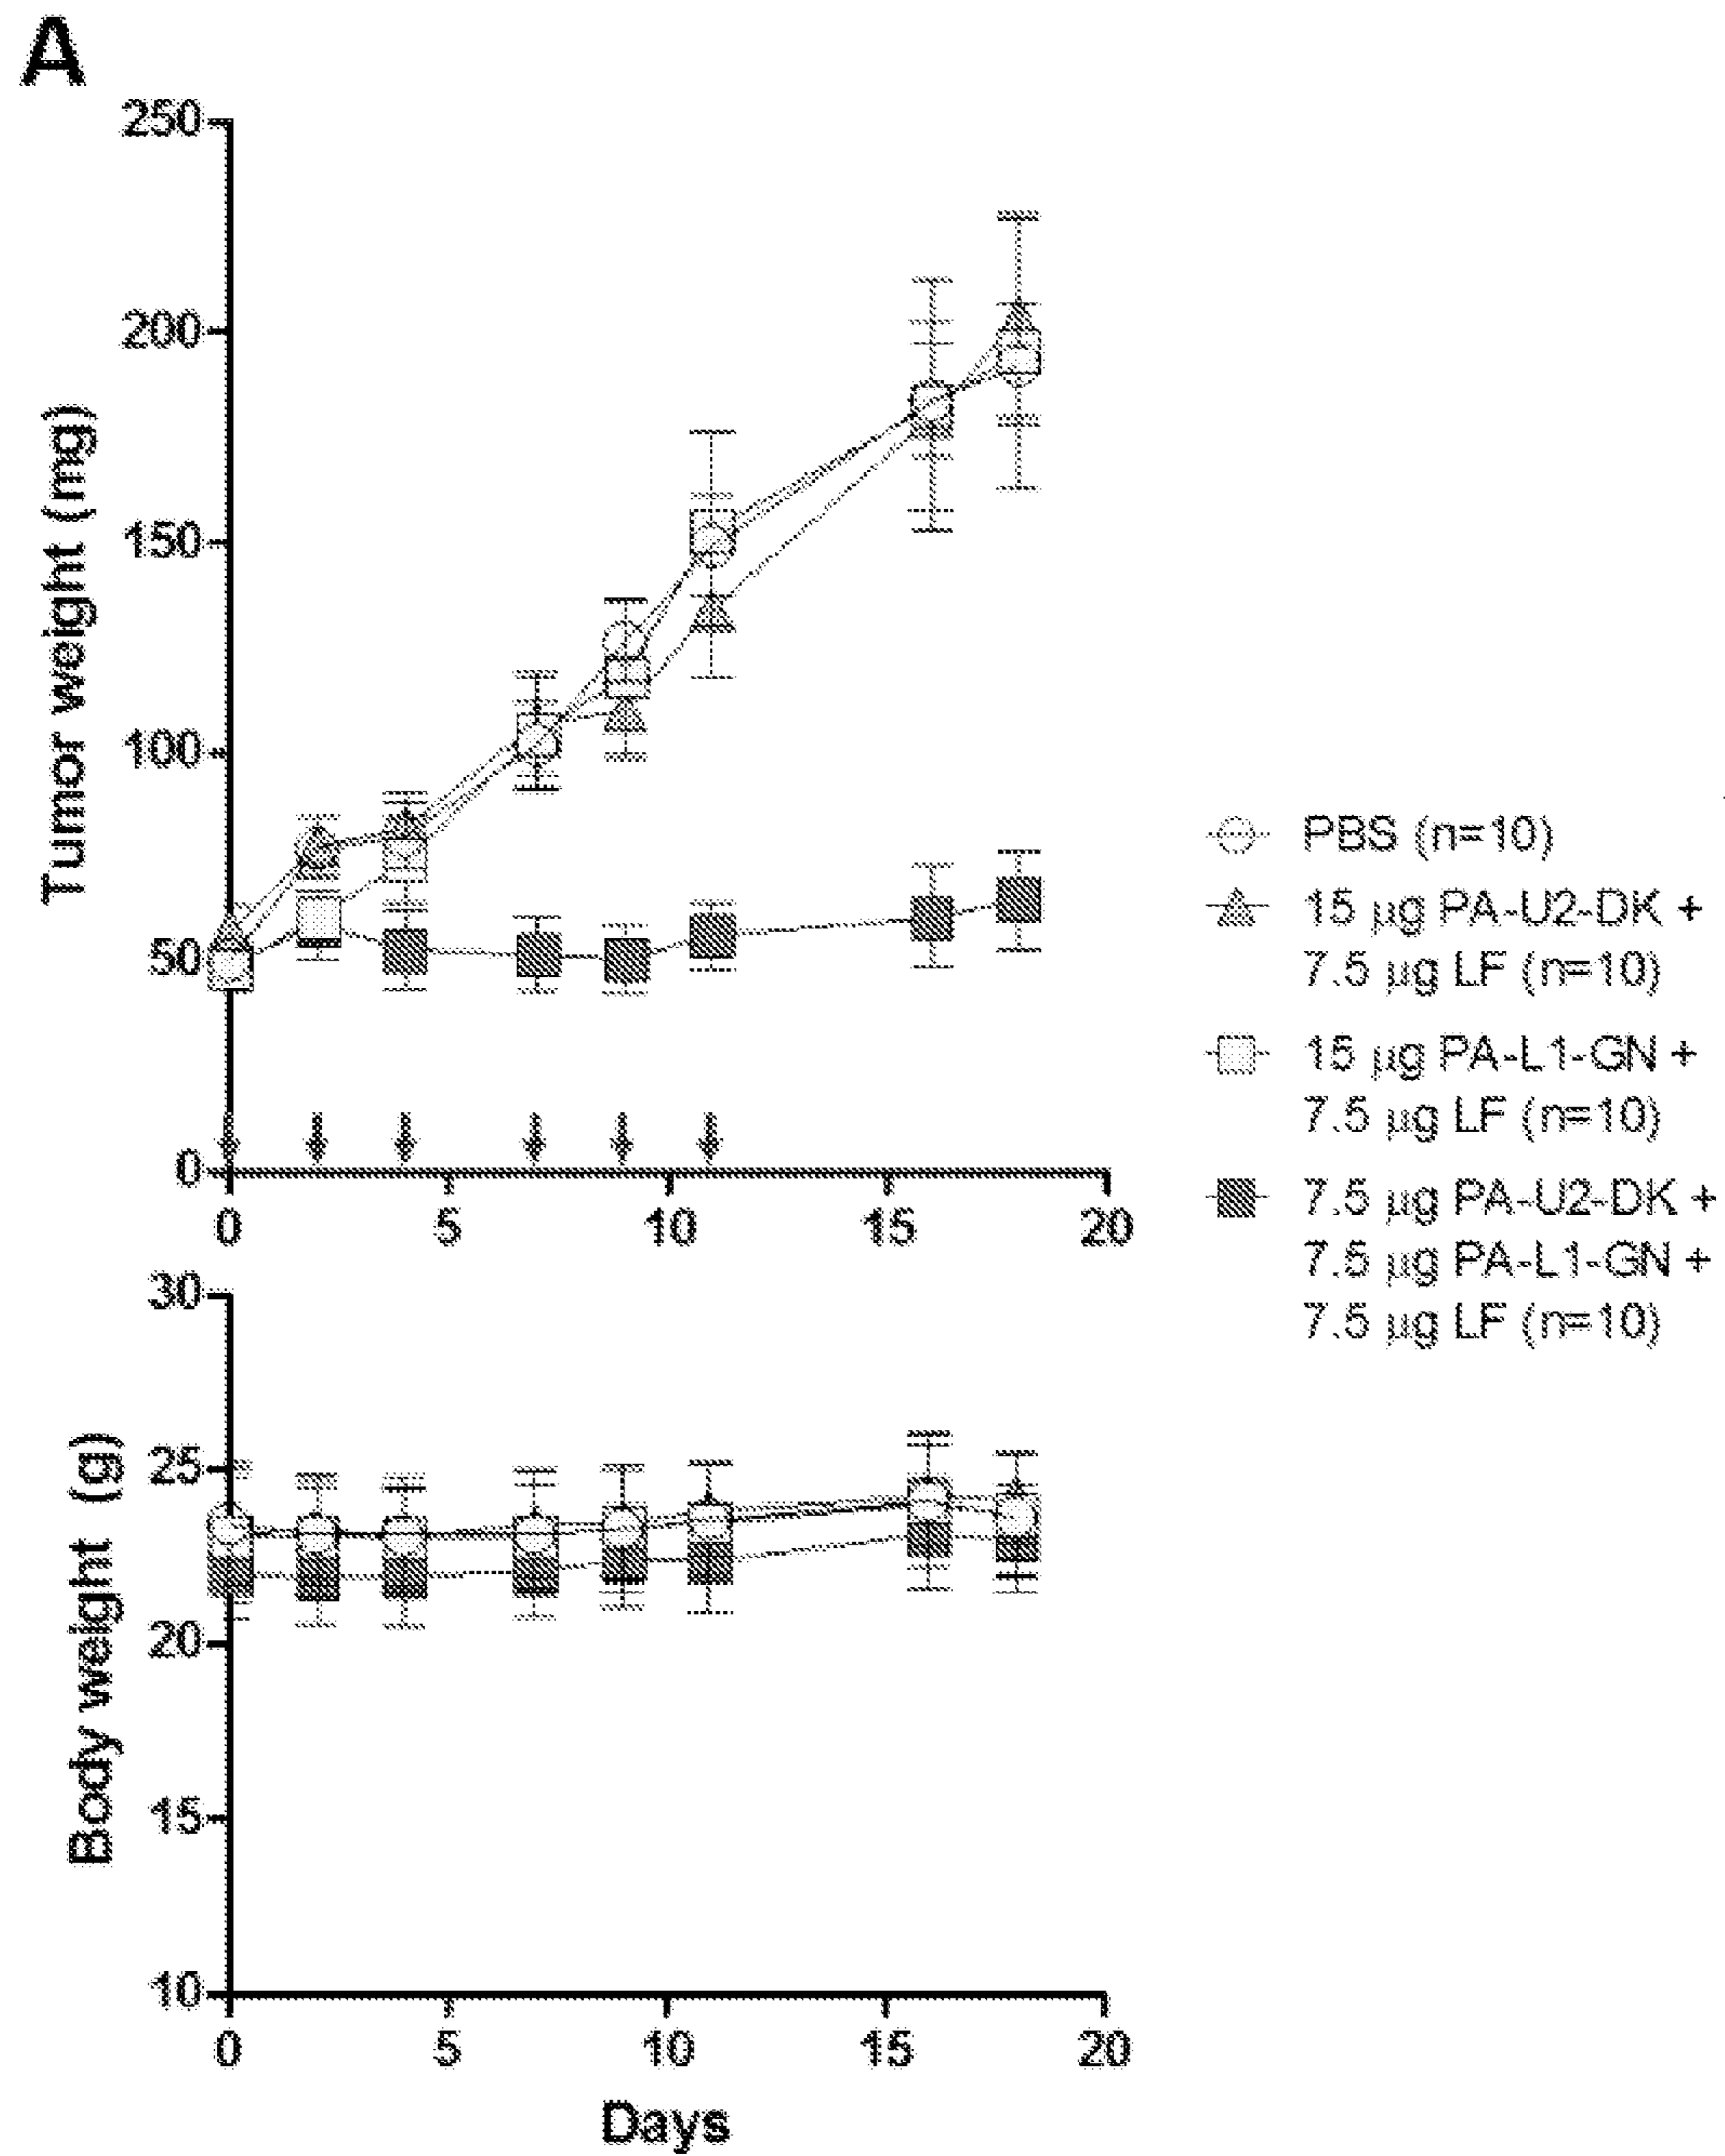 A
250
200
150
100
50
0
Tumor weight (mg)
0 5 10 15 20
PBS (n=10)
15 µg PA-U2-DK +
7.5 µg LF (n=10)
15 µg PA-L1-GN +
7.5 µg LF (n=10)
7.5 µg PA-U2-DK +
7.5 µg PA-L1-GN +
7.5 µg LF (n=10)
30
25
20
15
10
Body weight (g)
0 5 10 15 20
Days